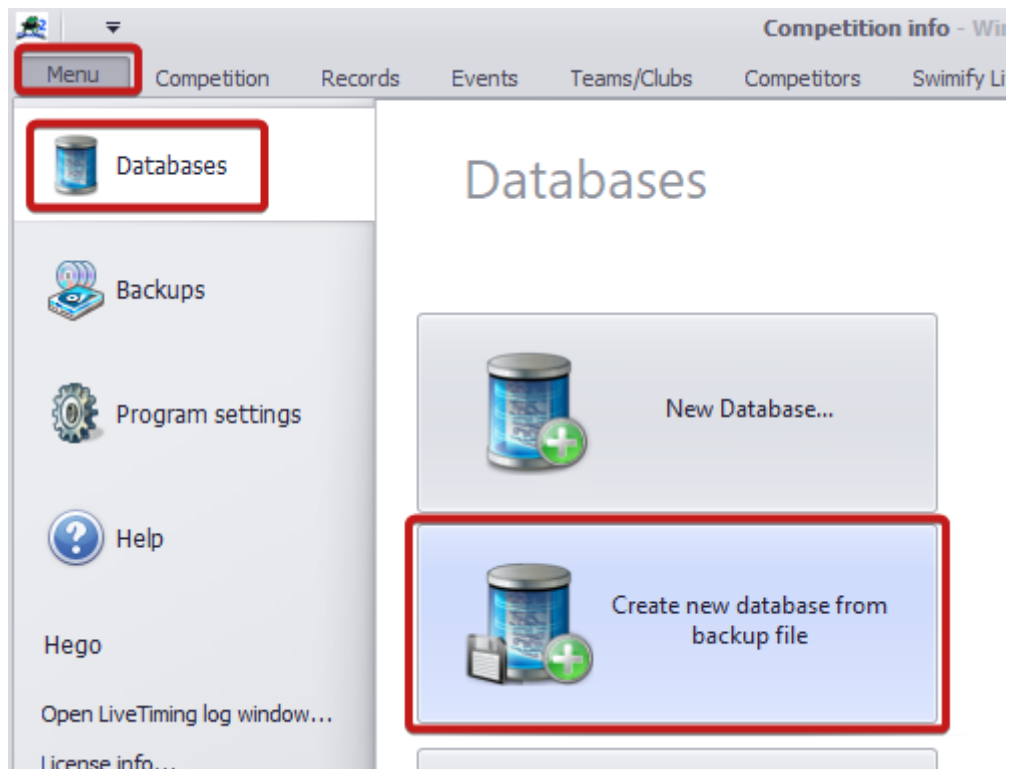 Competition info - Win
Menu
Competition
Records
Events
Teams/Clubs
Competitors
Swimify Li
Databases
Databases
Backups
New Database...
Program settings
Help
Create new database from
backup file
Hego
Open LiveTiming log window...
License info...